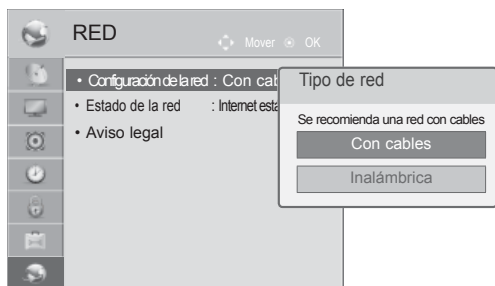 RED
Mover OK
• Configuración de la red : Con cab
• Estado de la red : Internet esta
• Aviso legal
Tipo de red
Se recomienda una red con cables
Con cables
Inalámbrica